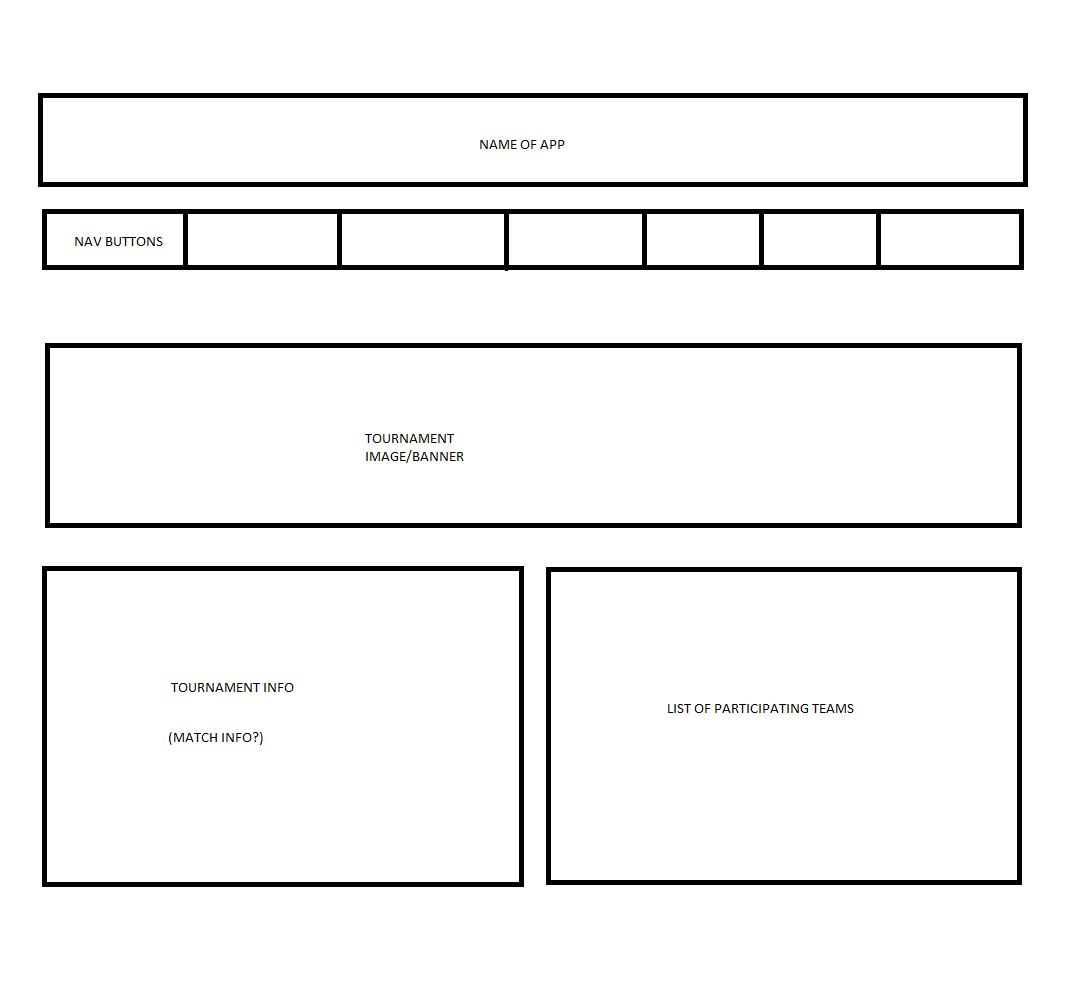 NAME OF APP
NAV BUTTONS
TOURNAMENT
IMAGE/BANNER
TOURNAMENT INFO
(MATCH INFO?)
LIST OF PARTICIPATING TEAMS